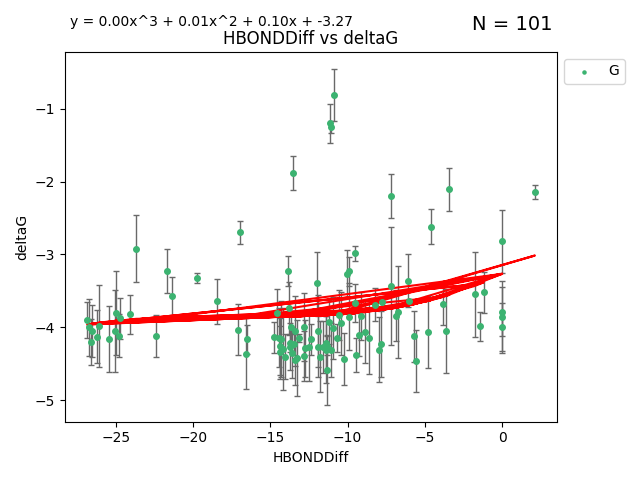 y = 0.00x^3 + 0.01x^2 + 0.10x + -3.27
N = 101
HBONDDiff vs deltaG
G
−1
−2
−3
−4
−5
deltaG
−25 −20 −15 −10 −5 0
HBONDDiff